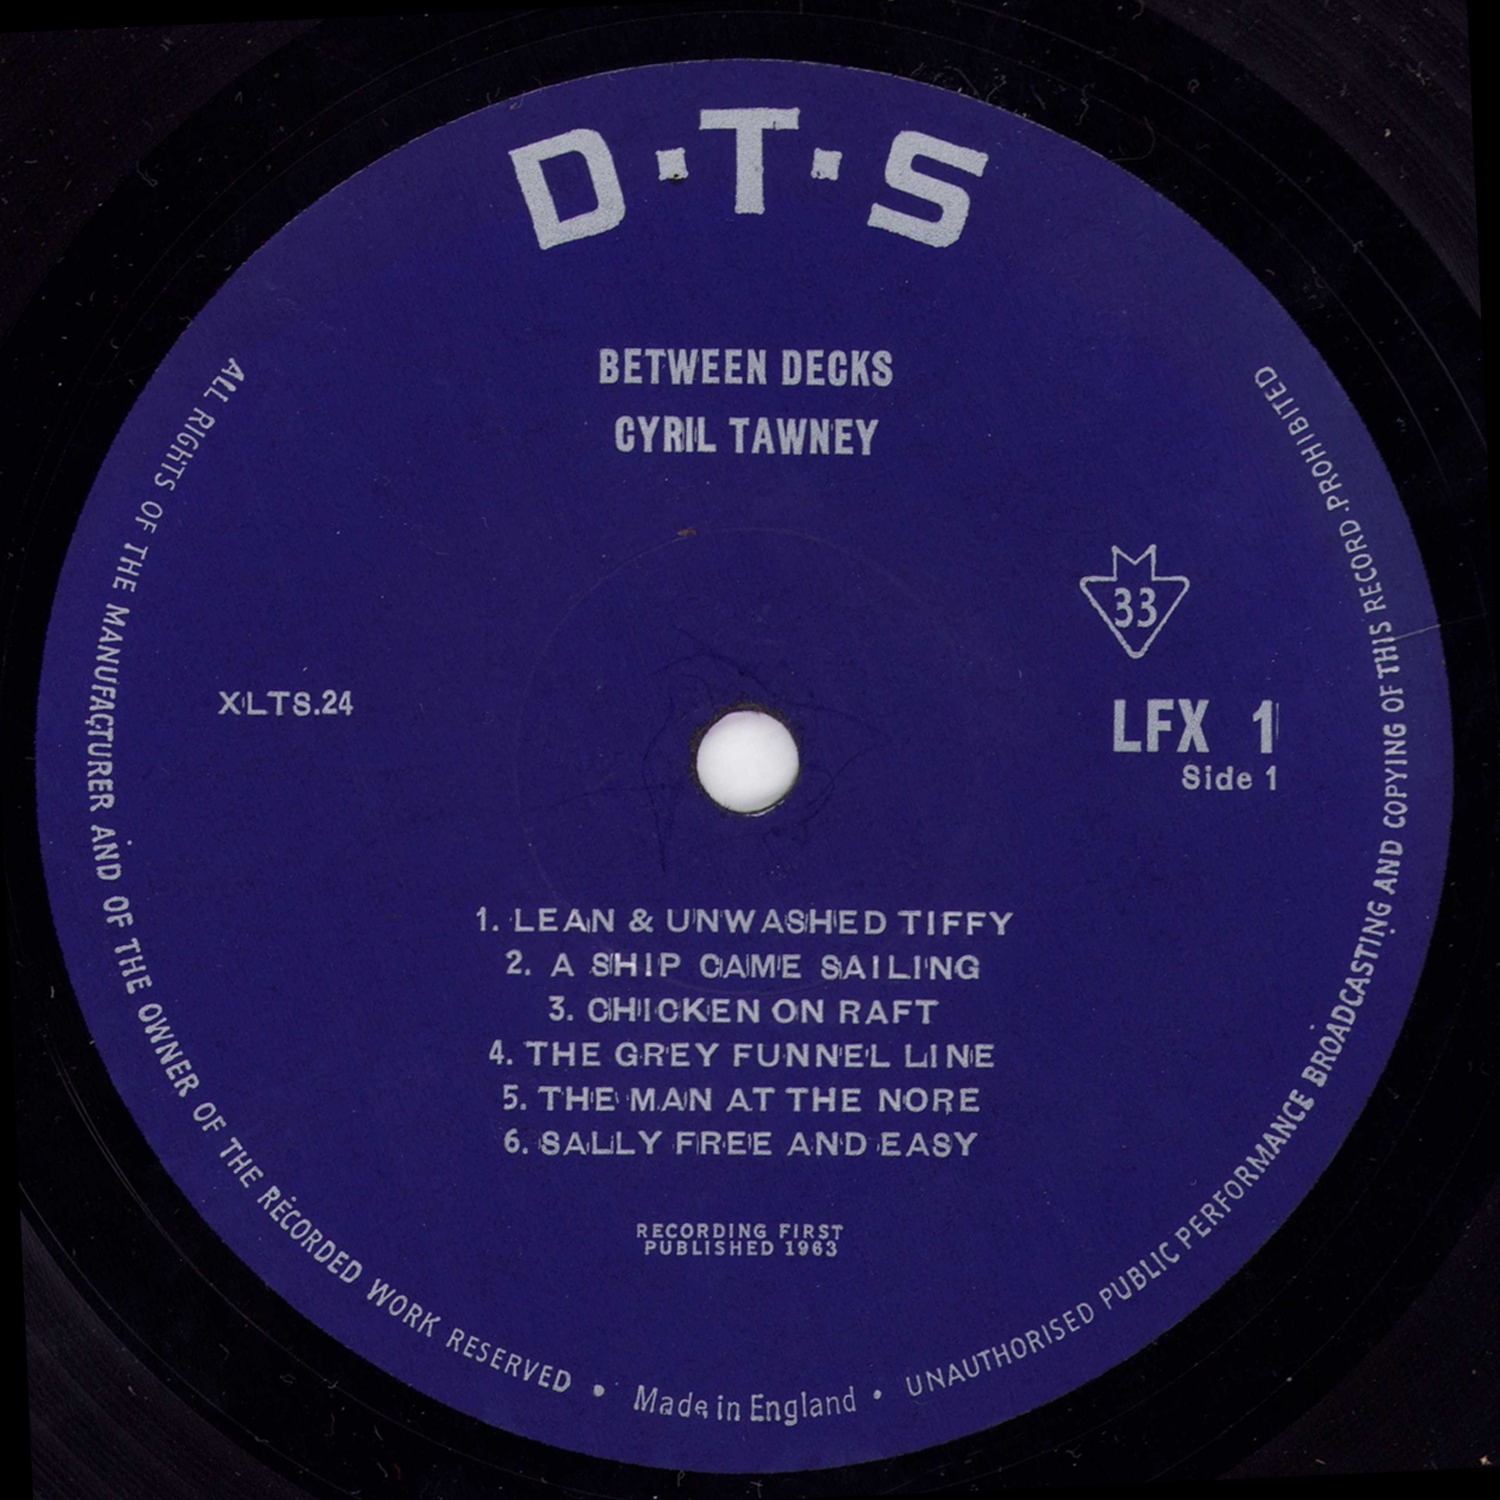 D·T·S
BETWEEN DECKS
CYRIL TAWNEY
33
XLTS.24
LFX 1
Side 1
1. LEAN & UNWASHED TIFFY
2. A SHIP CAME SAILING
3. CHICKEN ON RAFT
4. THE GREY FUNNEL LINE
5. THE MAN AT THE NORE
6. SALLY FREE AND EASY
RECORDING FIRST
PUBLISHED 1963
ALL RIGHTS OF THE MANUFACTURER AND OF THE OWNER OF THE RECORDED WORK RESERVED • Made in England • UNAUTHORISED PUBLIC PERFORMANCE BROADCASTING AND COPYING OF THIS RECORD. PROHIBITED